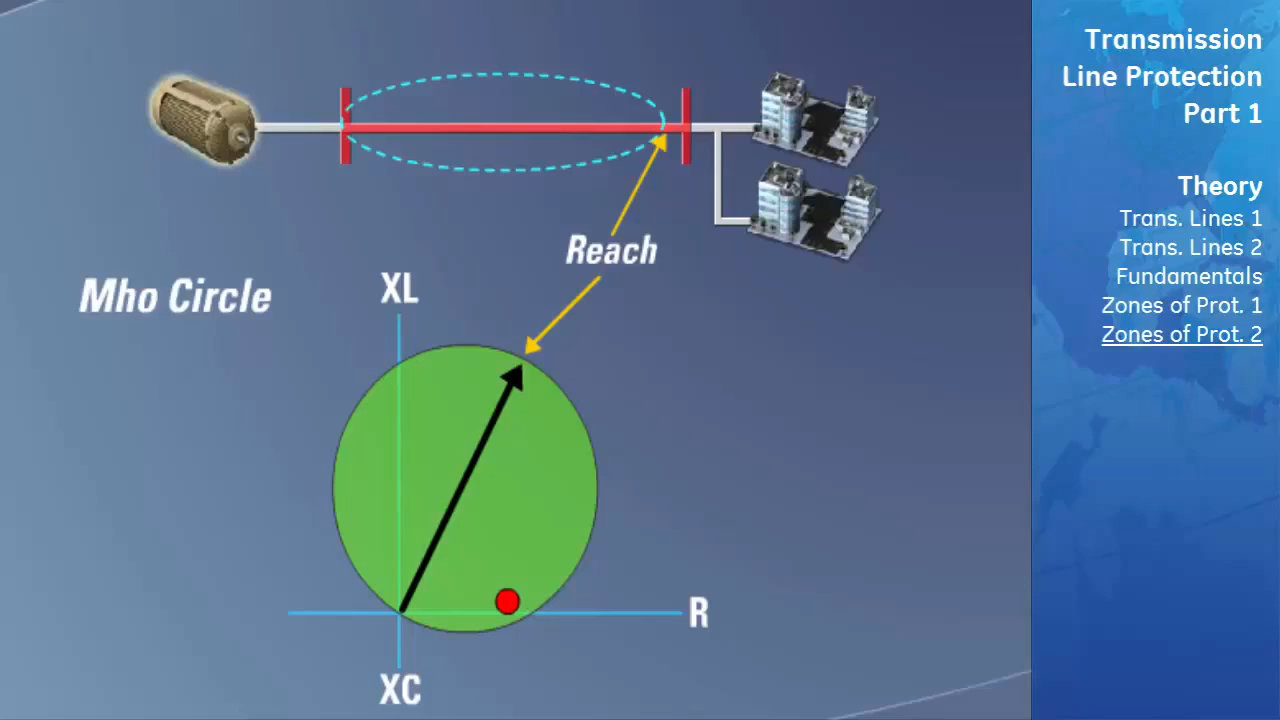 Transmission
Line Protection
Part 1
Theory
Trans. Lines 1
Trans. Lines 2
Fundamentals
Zones of Prot. 1
Zones of Prot. 2
Reach
Mho Circle
XL
R
XC